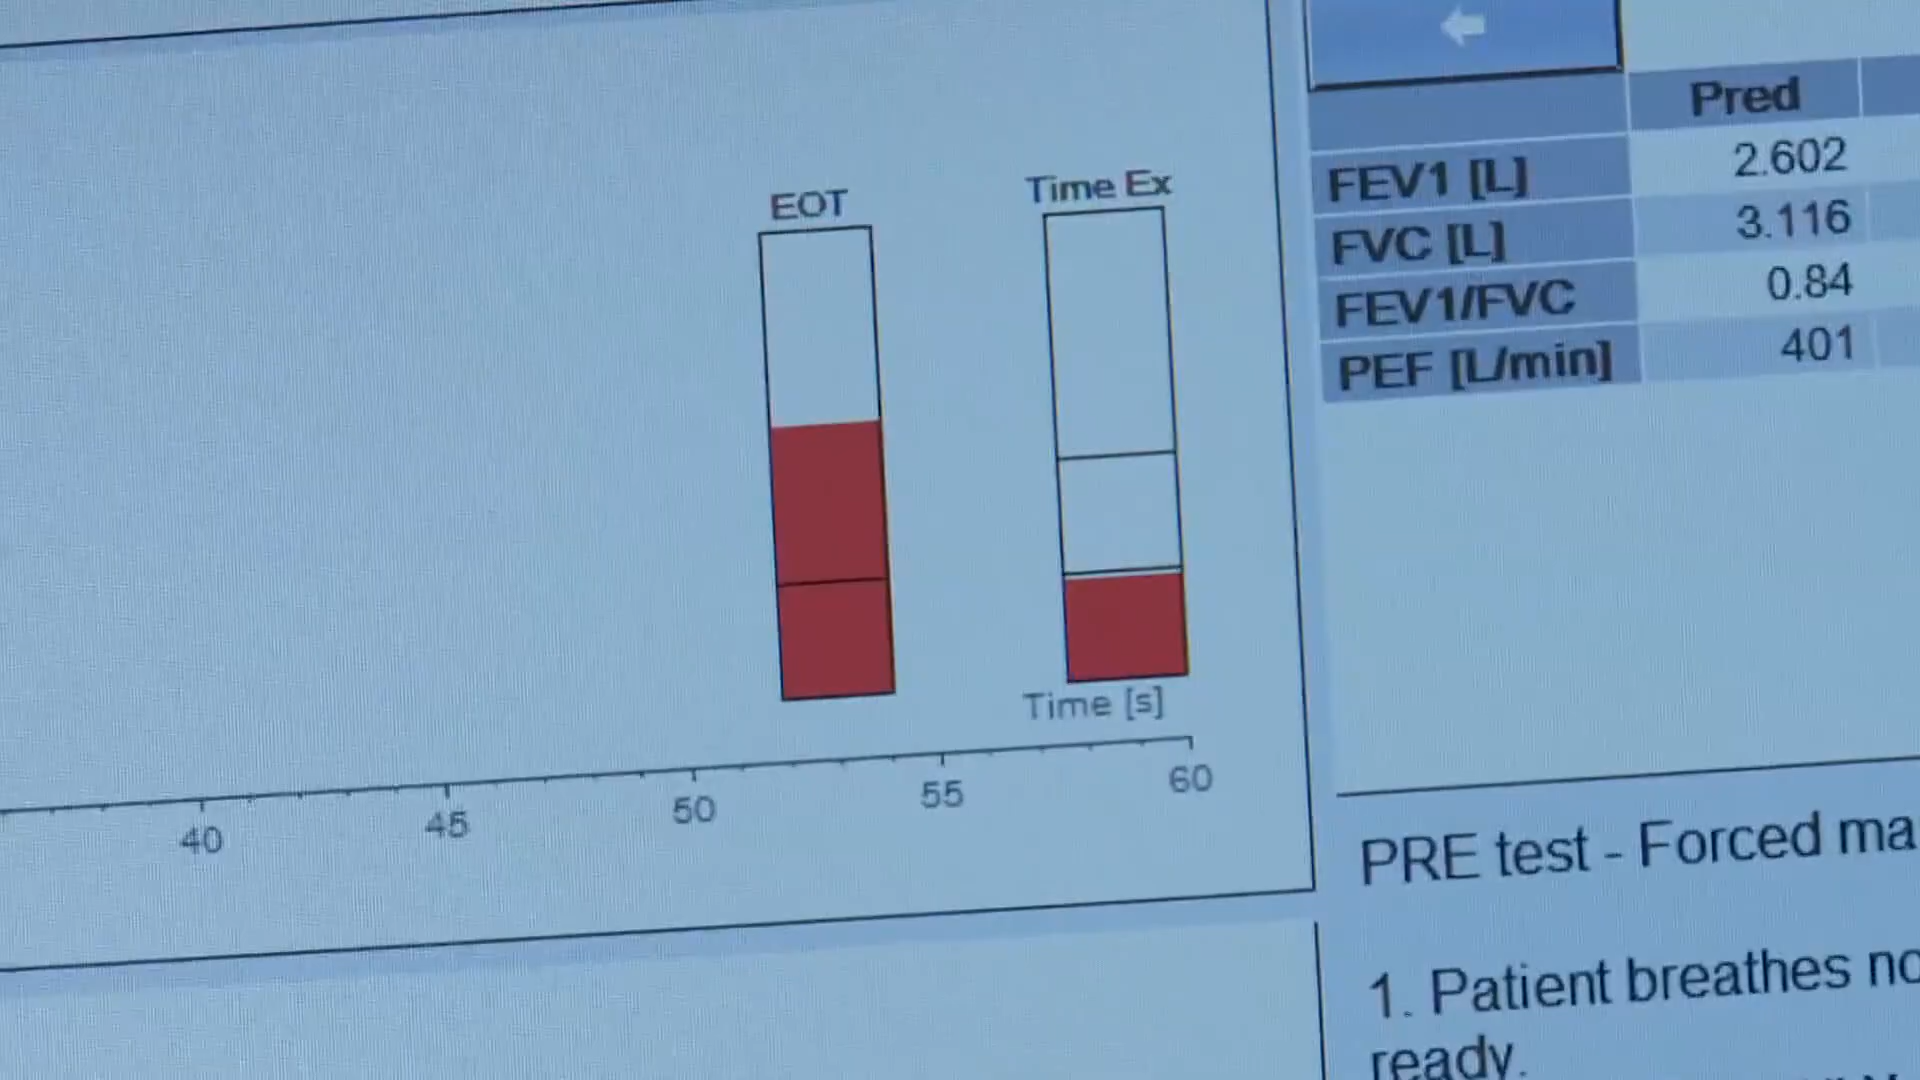 EOT
Time Ex
Time [s]
40 45 50 55 60
Pred
FEV1 [L] 2.602
FVC [L] 3.116
FEV1/FVC 0.84
PEF [L/min] 401
PRE test - Forced ma
1. Patient breathes no
ready.